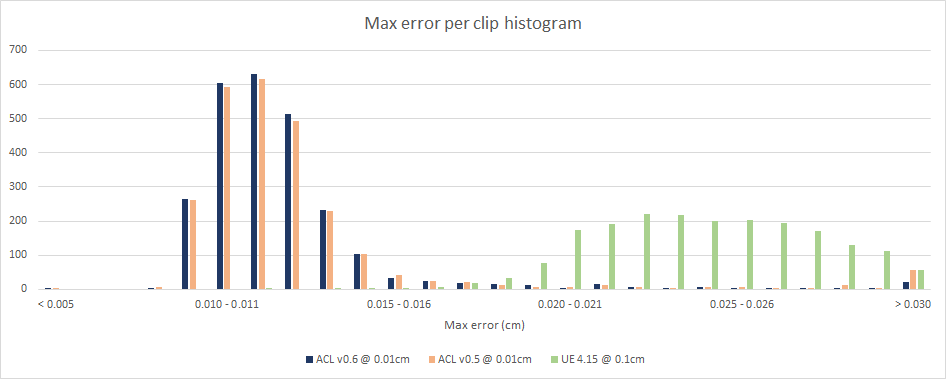 Max error per clip histogram
700
600
500
400
300
200
100
0
< 0.005 0.010 - 0.011 0.015 - 0.016 0.020 - 0.021 0.025 - 0.026 > 0.030
Max error (cm)
ACL v0.6 @ 0.01cm ACL v0.5 @ 0.01cm UE 4.15 @ 0.1cm